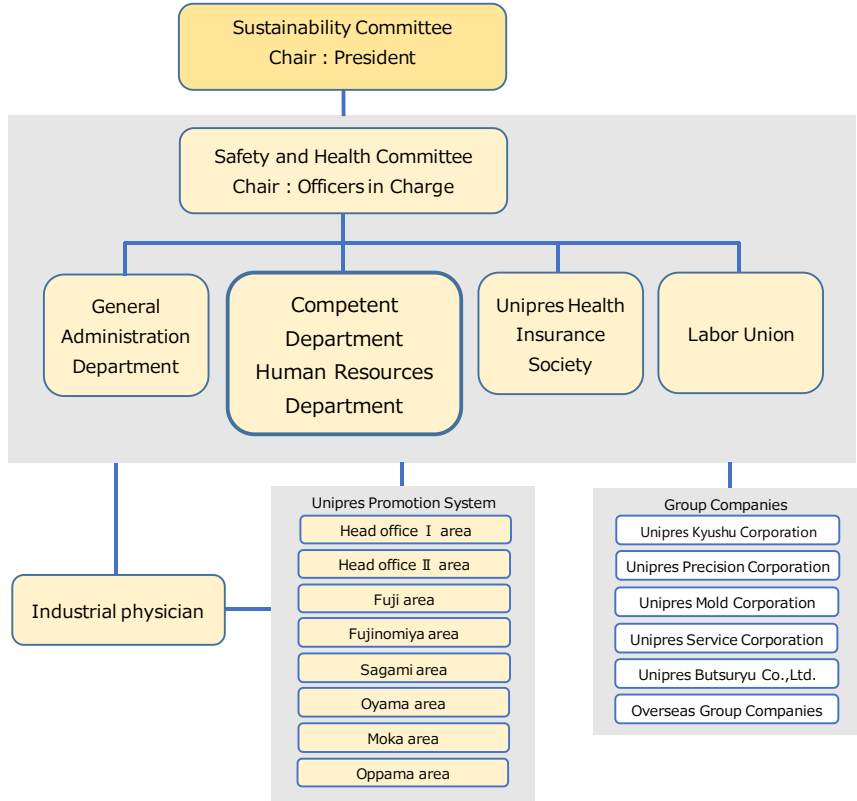 Sustainability Committee
Chair : President
Safety and Health Committee
Chair : Officers in Charge
General
Administration
Department
Competent
Department
Human Resources
Department
Unipres Health
Insurance
Society
Labor Union
Industrial physician
Unipres Promotion System
Head office Ⅰ area
Head office Ⅱ area
Fuji area
Fujinomiya area
Sagami area
Oyama area
Moka area
Oppama area
Group Companies
Unipres Kyushu Corporation
Unipres Precision Corporation
Unipres Mold Corporation
Unipres Service Corporation
Unipres Butsuryu Co.,Ltd.
Overseas Group Companies